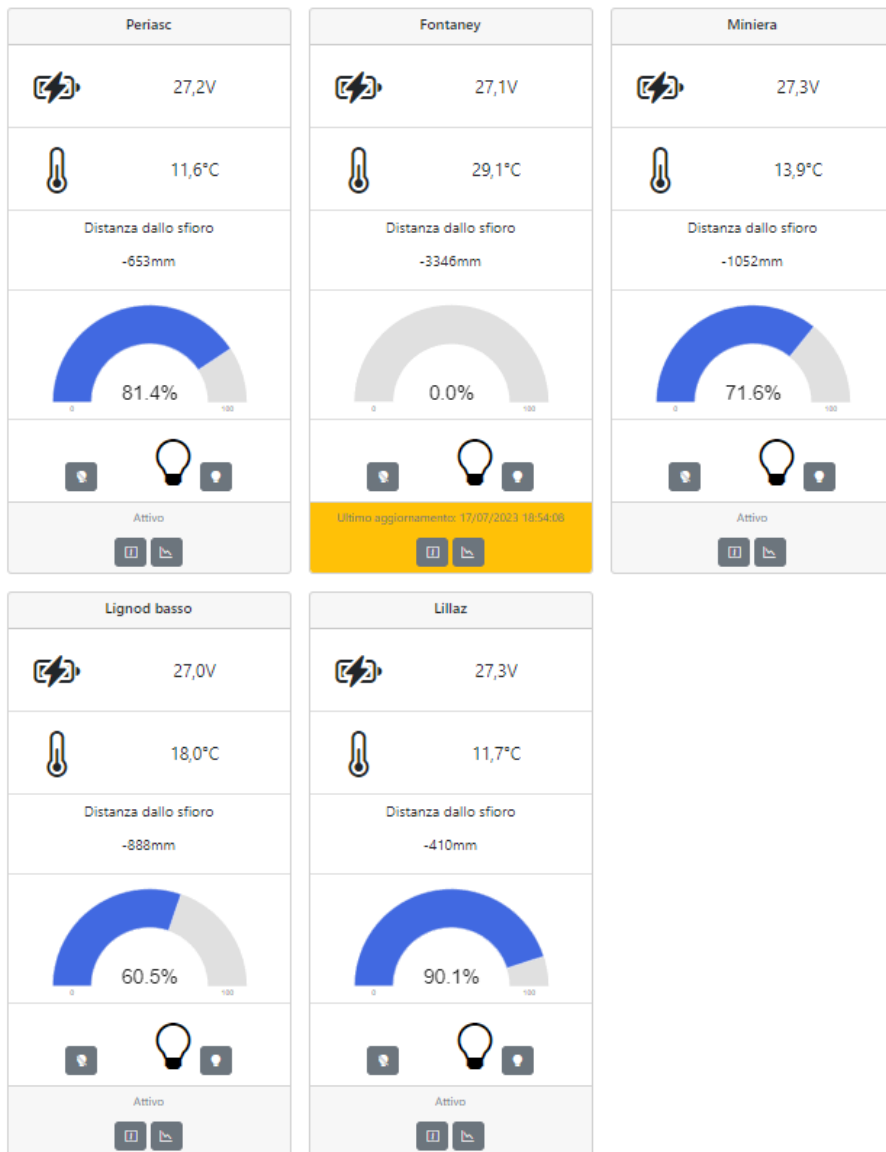 Periasc
27,2V
11,6°C
Distanza dallo sfioro
-653mm
81.4%
0
100
Attivo
Fontaney
27,1V
29,1°C
Distanza dallo sfioro
-3346mm
0.0%
0
100
Ultimo aggiornamento: 17/07/2023 18:54:08
Miniera
27,3V
13,9°C
Distanza dallo sfioro
-1052mm
71.6%
0
100
Attivo
Lignod basso
27,0V
18,0°C
Distanza dallo sfioro
-888mm
60.5%
0
100
Attivo
Lillaz
27,3V
11,7°C
Distanza dallo sfioro
-410mm
90.1%
0
100
Attivo